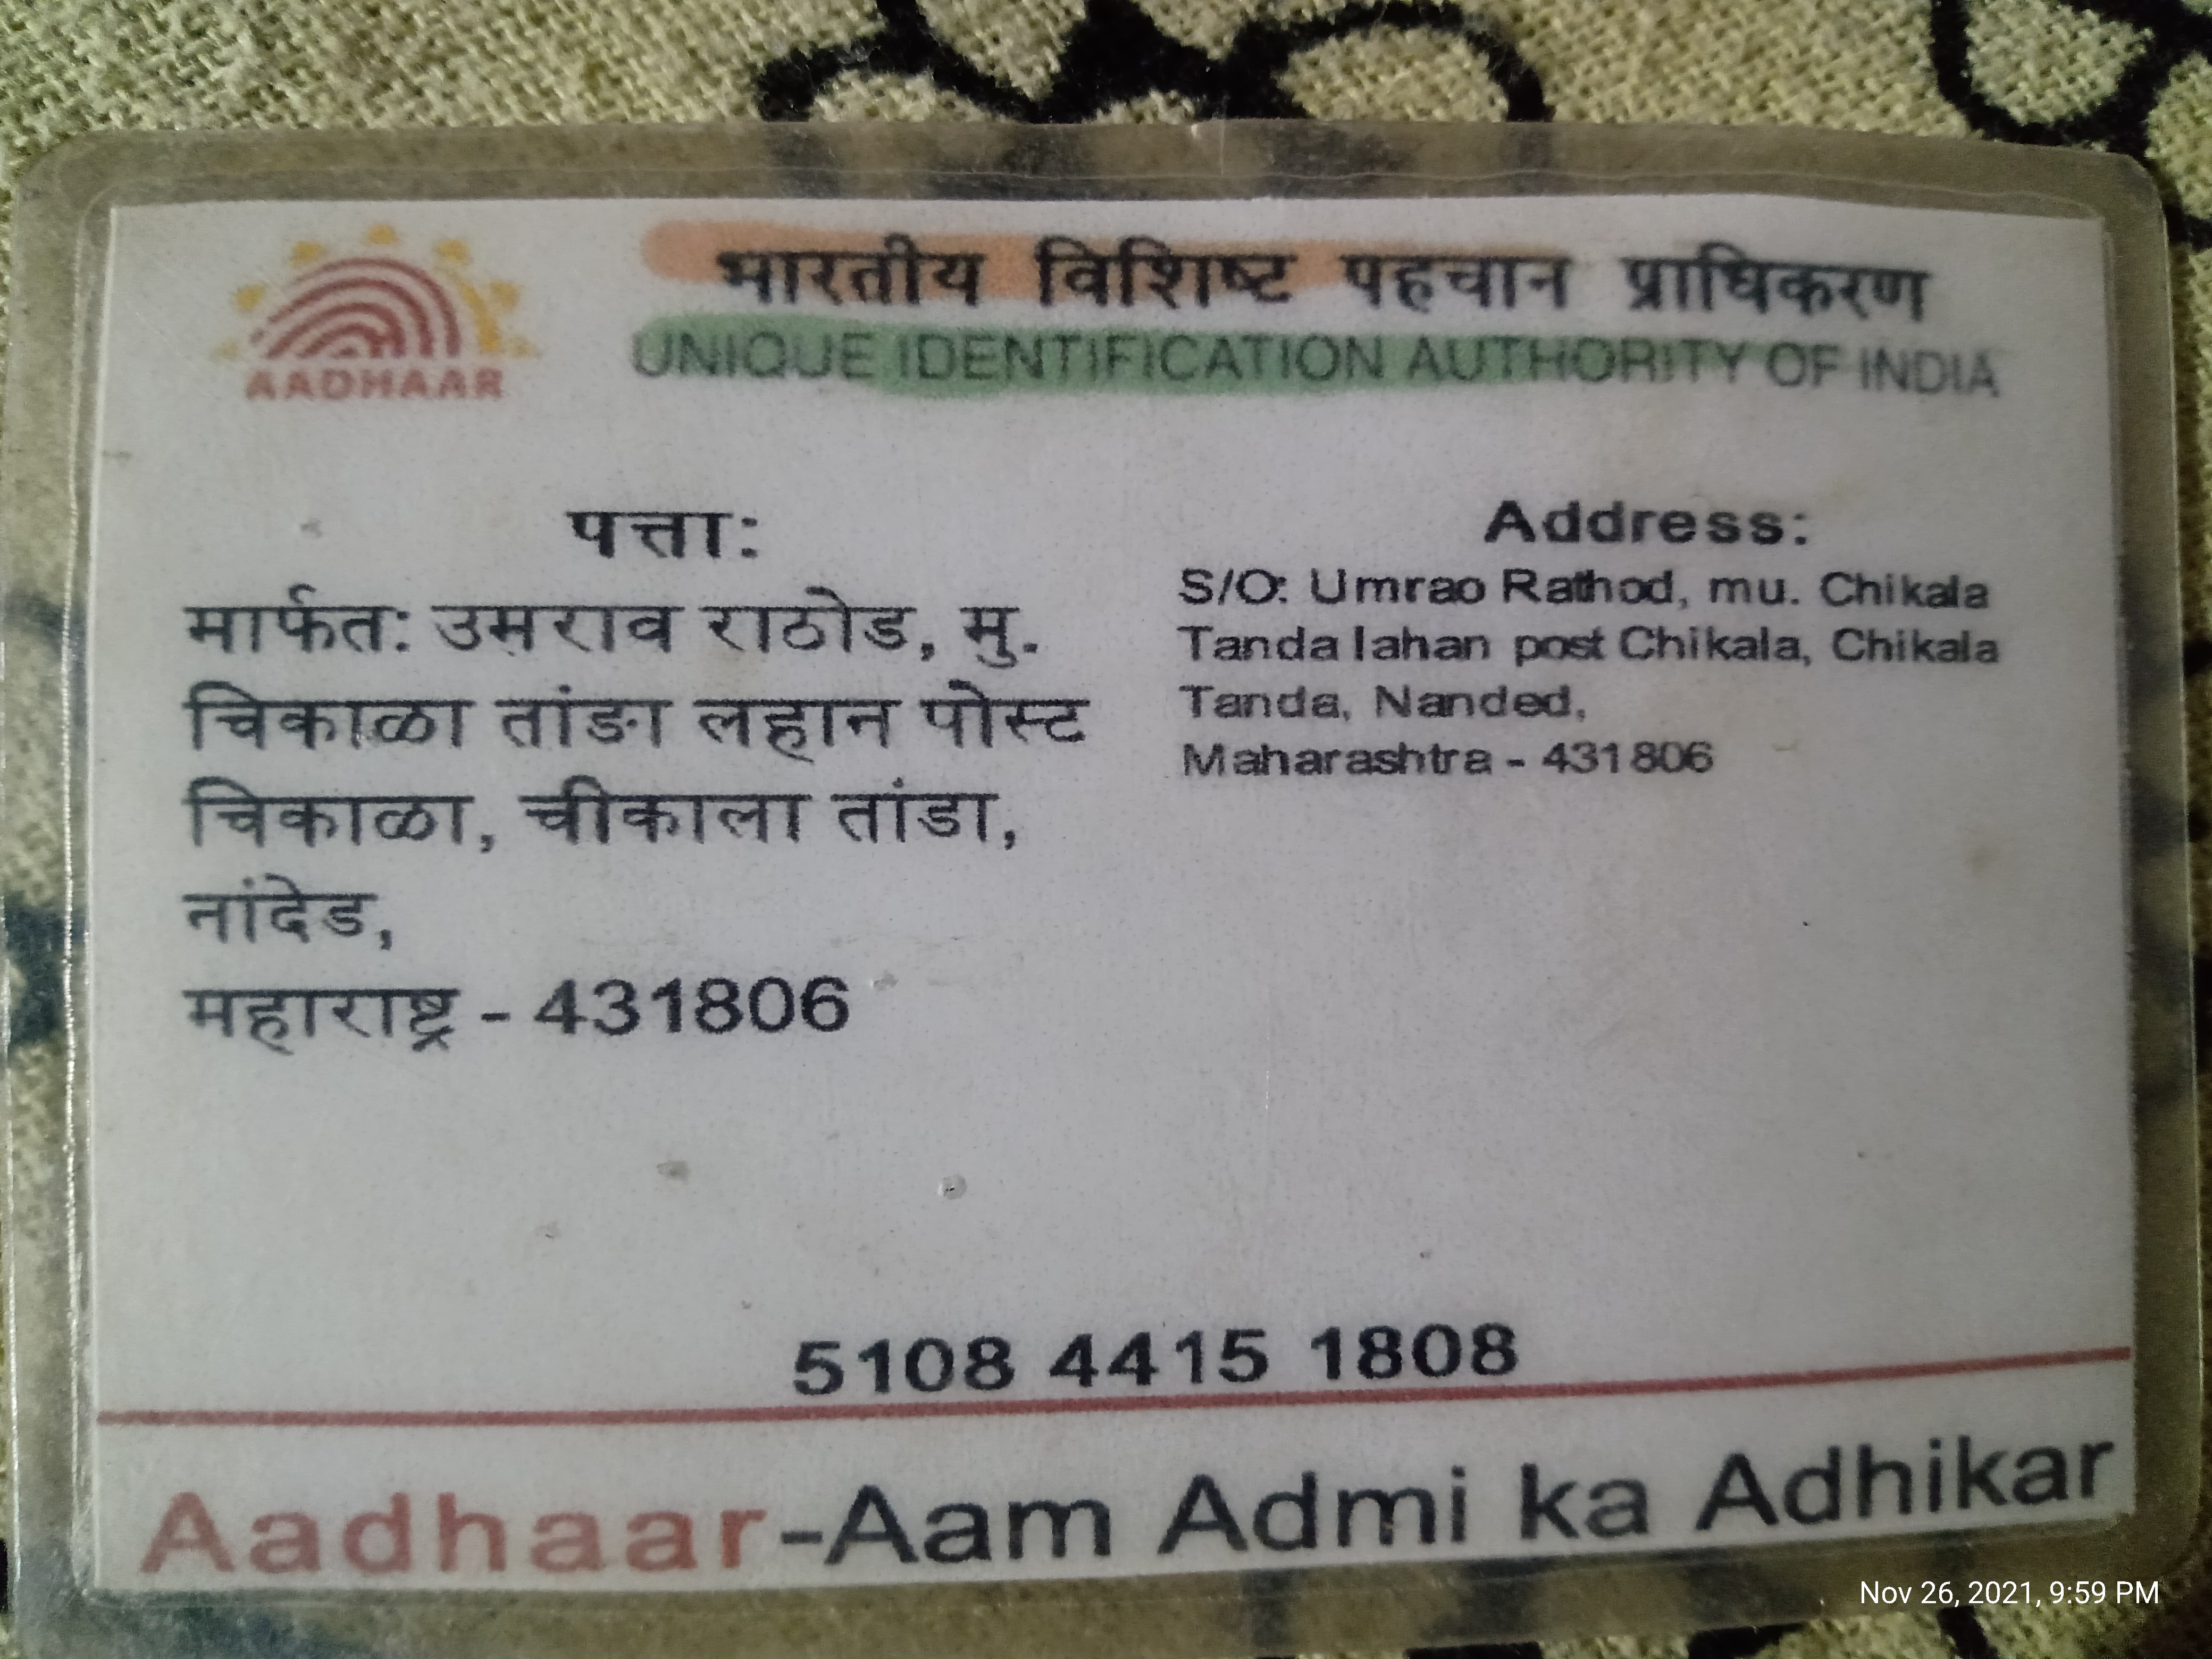 भारतीय विशिष्ट पहचान प्राधिकरण
UNIQUE IDENTIFICATION AUTHORITY OF INDIA
AADHAAR
पत्ता:
मार्फत: उमराव राठोड, मु.
चिकाळा तांडा लहान पोस्ट
चिकाळा, चीकाला तांडा,
नांदेड,
महाराष्ट्र - 431806
Address:
S/O: Umrao Rathod, mu. Chikala
Tanda lahan post Chikala, Chikala
Tanda, Nanded,
Maharashtra - 431806
5108 4415 1808
Aadhaar-Aam Admi ka Adhikar
Nov 26, 2021, 9:59 PM